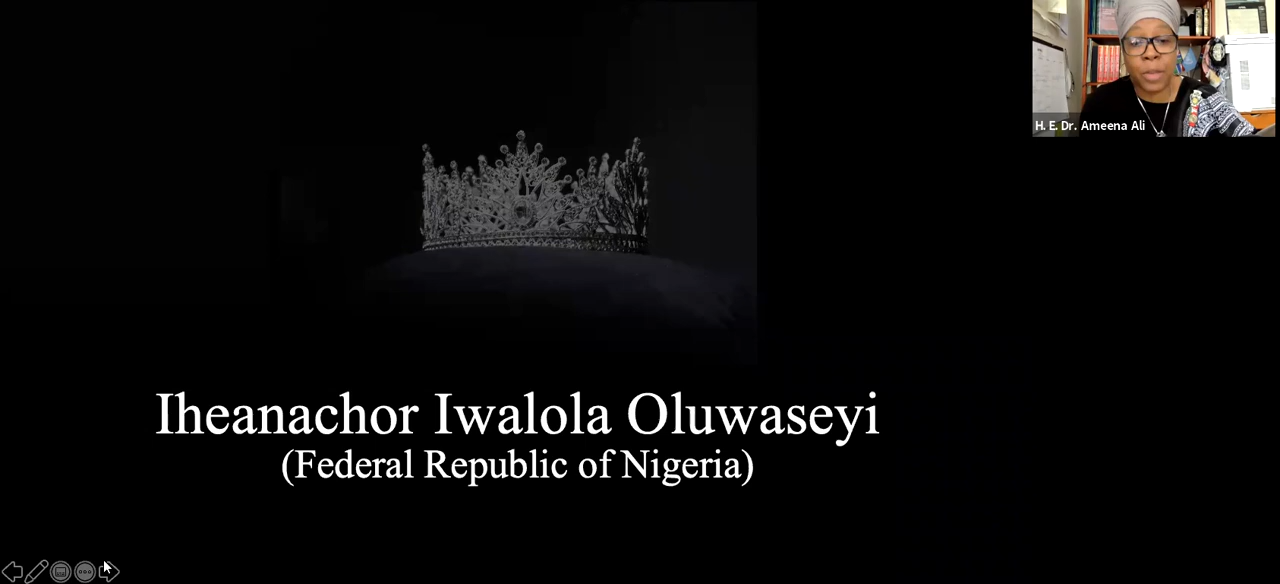 H. E. Dr. Ameena Ali
Iheanachor Iwalola Oluwaseyi
(Federal Republic of Nigeria)